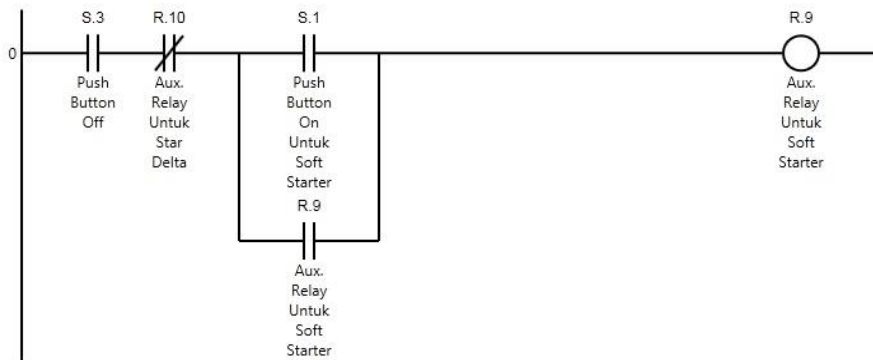 S.3 R.10 S.1 R.9
0
Push
Button
Off
Aux.
Relay
Untuk
Star
Delta
Push
Button
On
Untuk
Soft
Starter
Aux.
Relay
Untuk
Soft
Starter
R.9
Aux.
Relay
Untuk
Soft
Starter